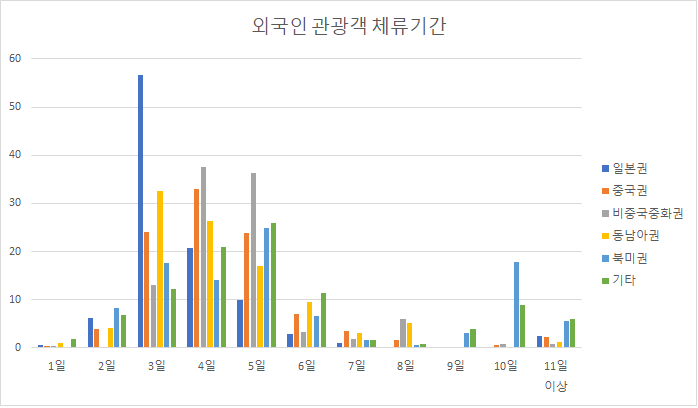 외국인 관광객 체류기간
60
50
40
30
20
10
0
1일 2일 3일 4일 5일 6일 7일 8일 9일 10일 11일
이상
일본권
중국권
비중국중화권
동남아권
북미권
기타